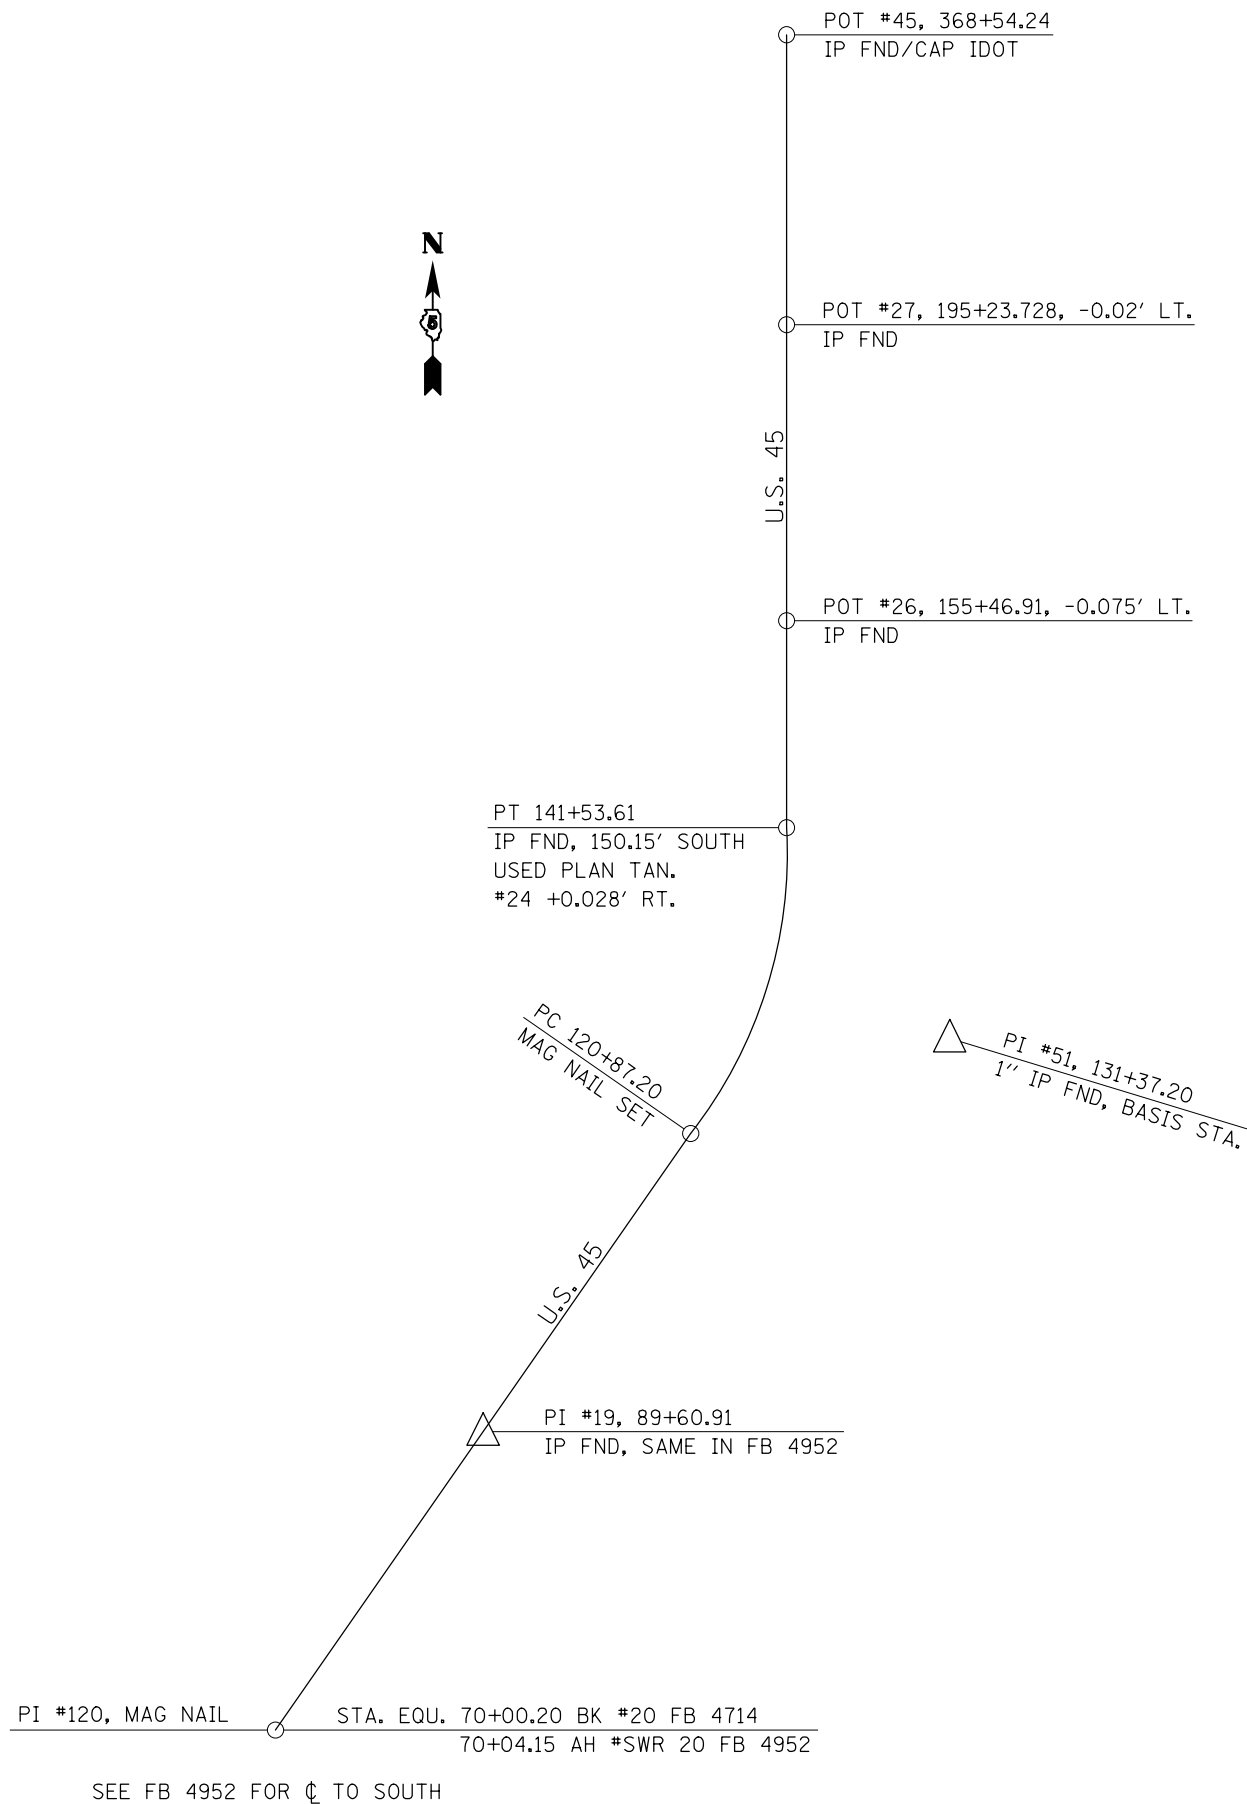 POT #45, 368+54.24
IP FND/CAP IDOT
N
5
POT #27, 195+23.728, -0.02' LT.
IP FND
U.S. 45
POT #26, 155+46.91, -0.075' LT.
IP FND
PT 141+53.61
IP FND, 150.15' SOUTH
USED PLAN TAN.
#24 +0.028' RT.
PC 120+87.20
MAG NAIL SET
PI #51, 131+37.20
1'' IP FND, BASIS STA.
U.S. 45
PI #19, 89+60.91
IP FND, SAME IN FB 4952
PI #120, MAG NAIL
STA. EQU. 70+00.20 BK #20 FB 4714
70+04.15 AH #SWR 20 FB 4952
SEE FB 4952 FOR ℄ TO SOUTH